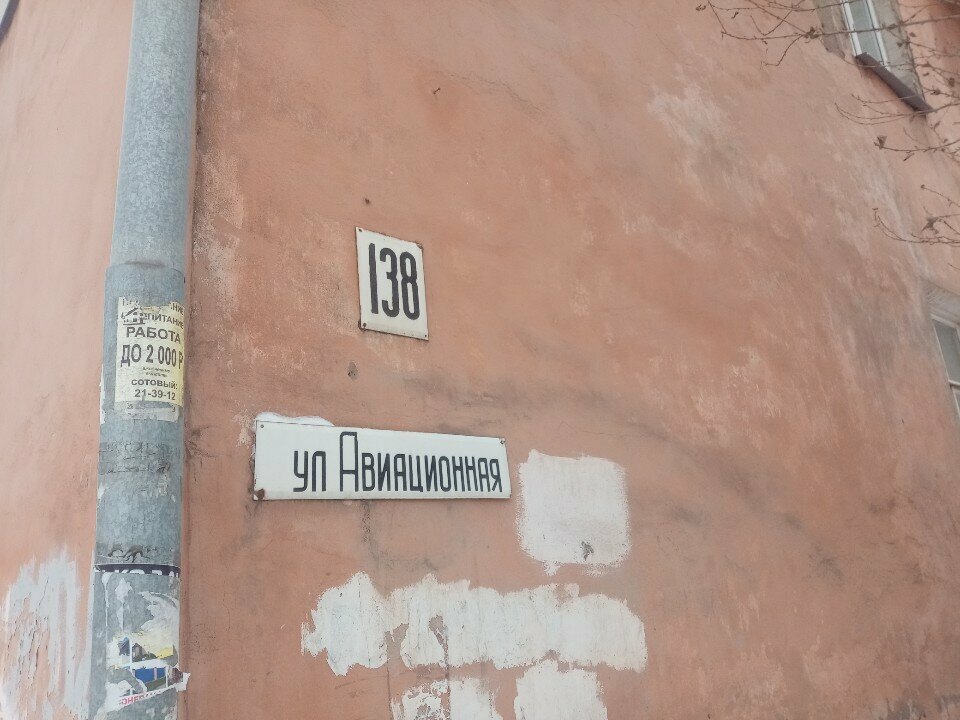 138
ул Авиационная
РАБОТА
ДО 2 000 Р
СОТОВЫЙ:
21-39-12